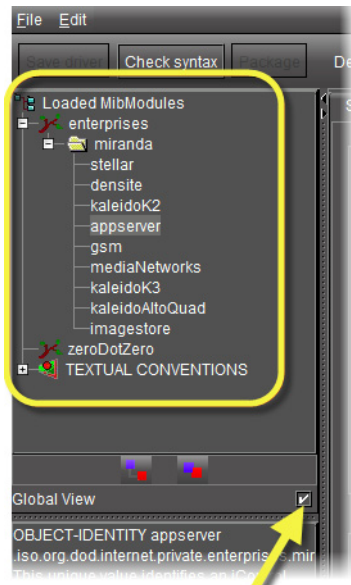 File Edit
Save driver Check syntax Package De
Loaded MibModules
enterprises
miranda
stellar
densite
kaleidoK2
appserver
gsm
mediaNetworks
kaleidoK3
kaleidoAltoQuad
imagestore
zeroDotZero
TEXTUAL CONVENTIONS
Global View
OBJECT-IDENTITY appserver
.iso.org.dod.internet.private.enterprises.mir
This unique value identifies an iCo